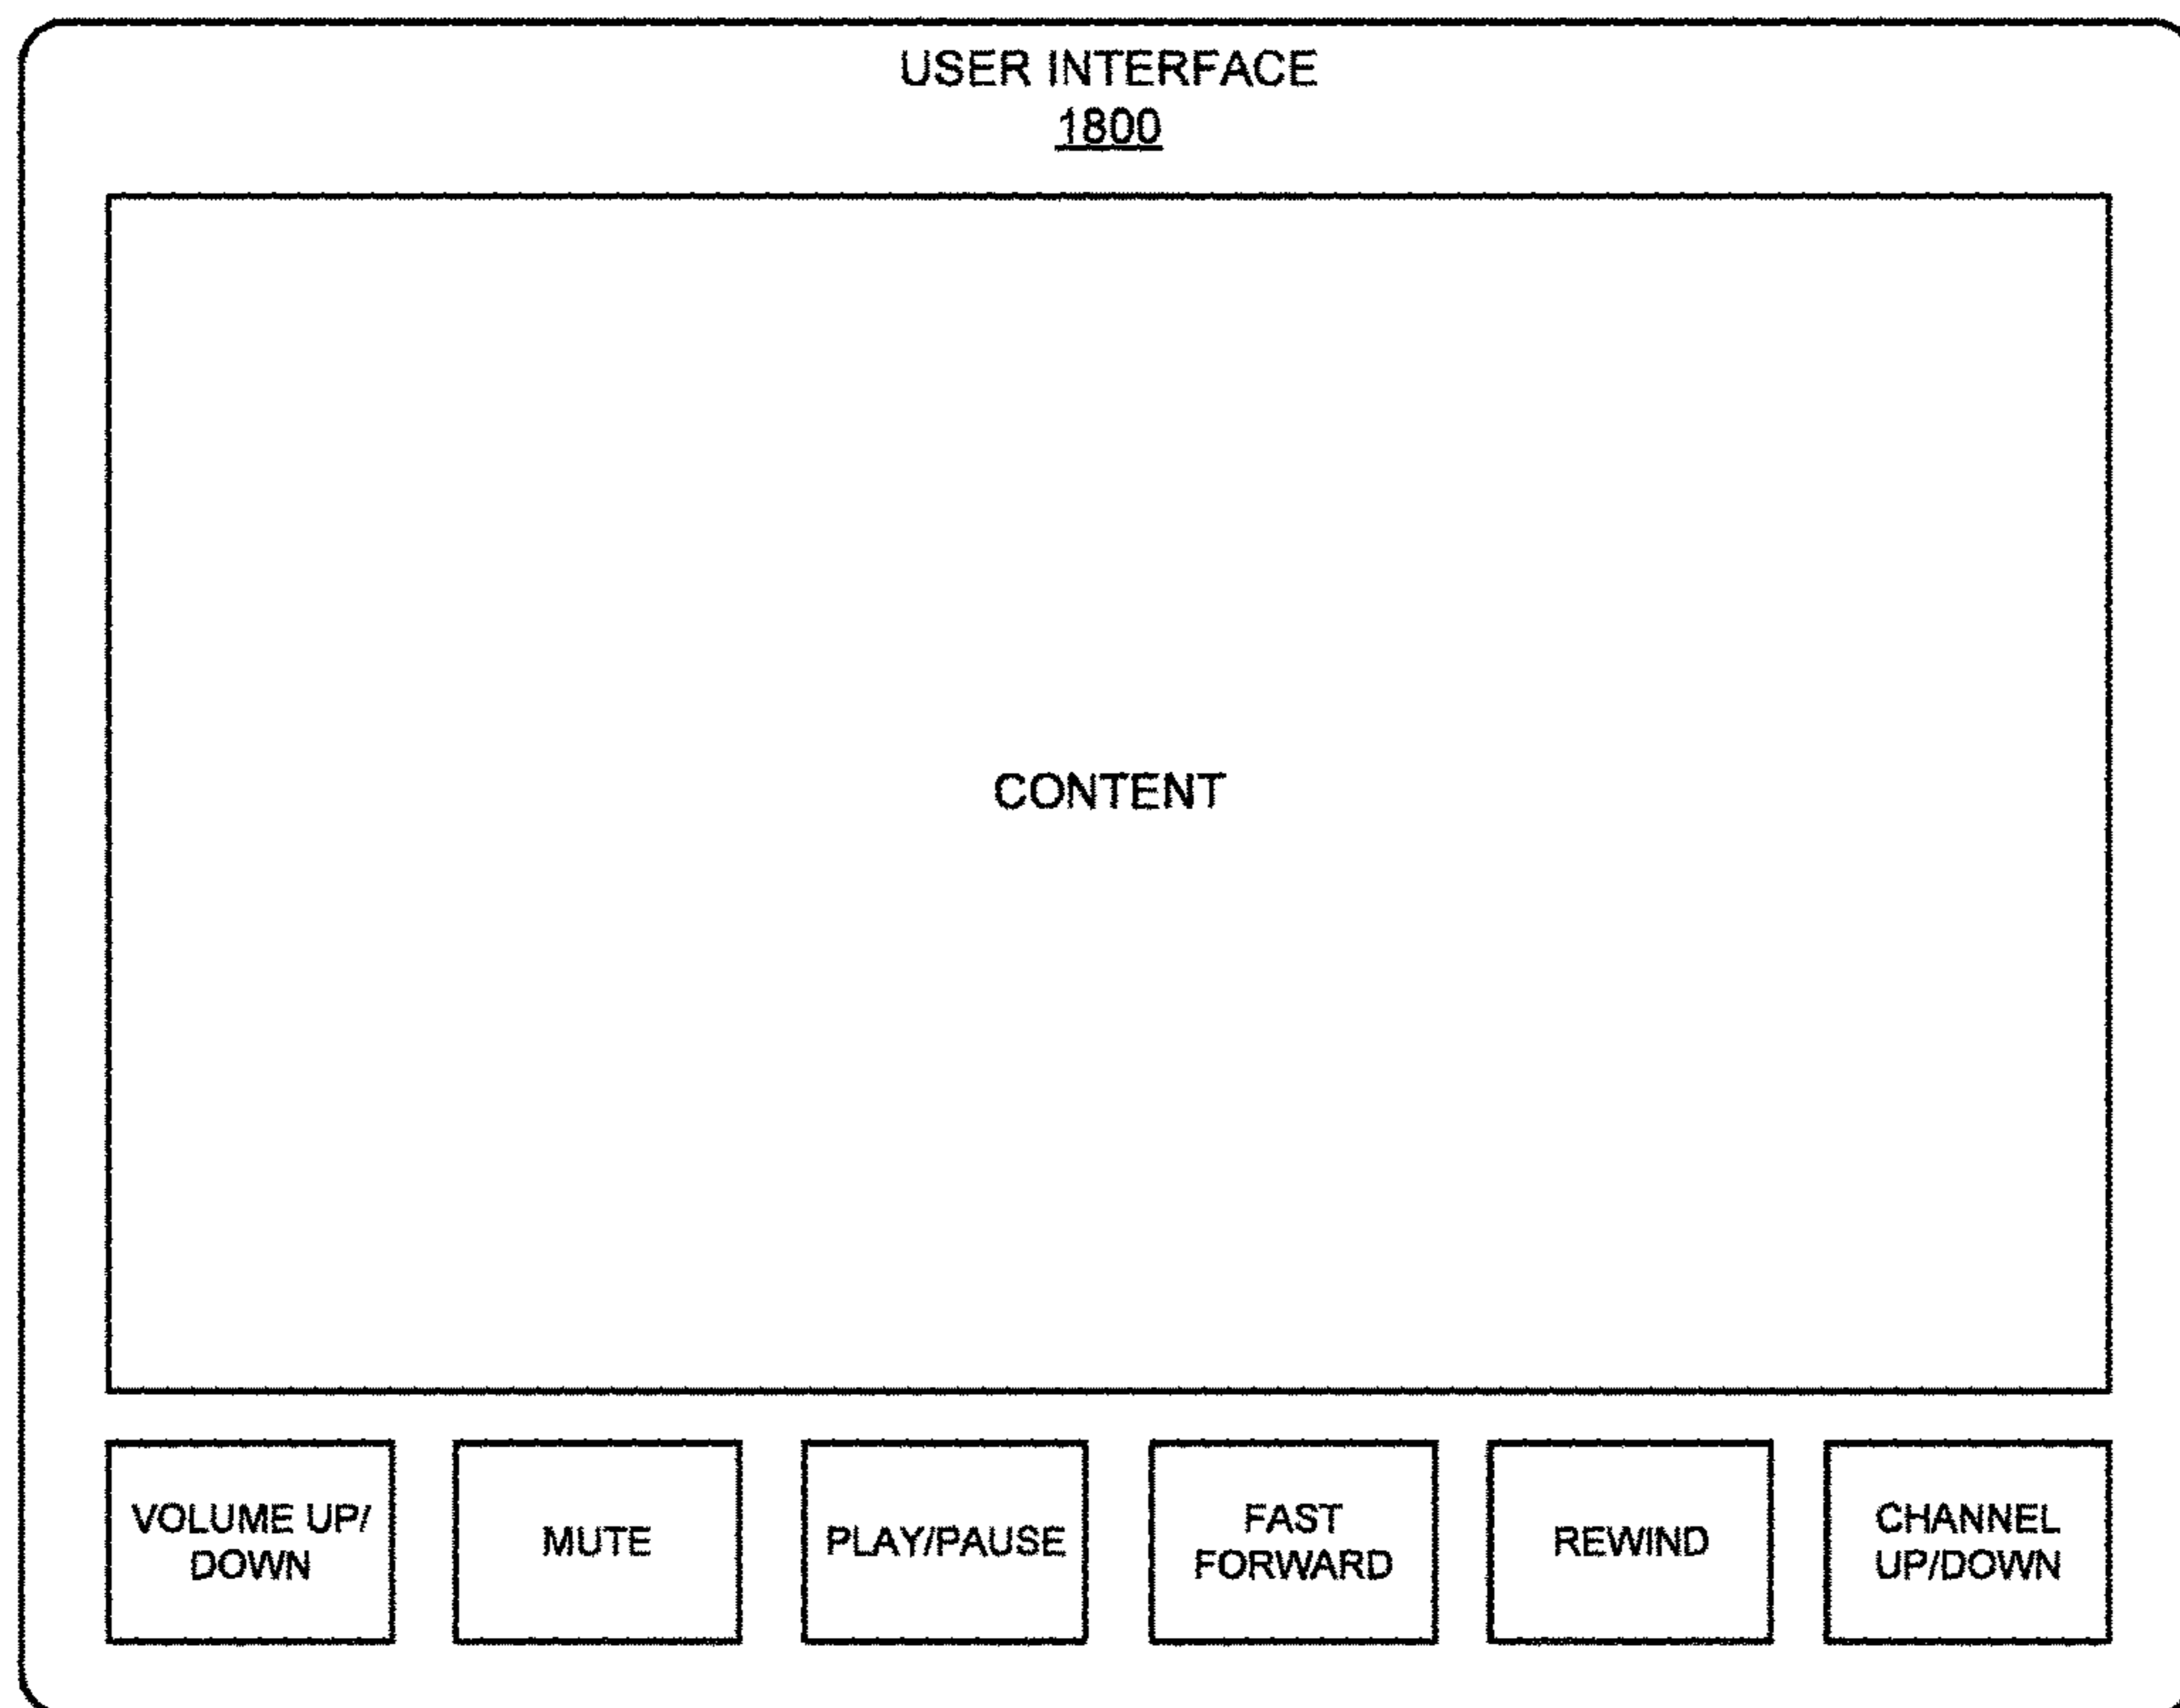 USER INTERFACE
1800
CONTENT
VOLUME UP/
DOWN
MUTE
PLAY/PAUSE
FAST
FORWARD
REWIND
CHANNEL
UP/DOWN